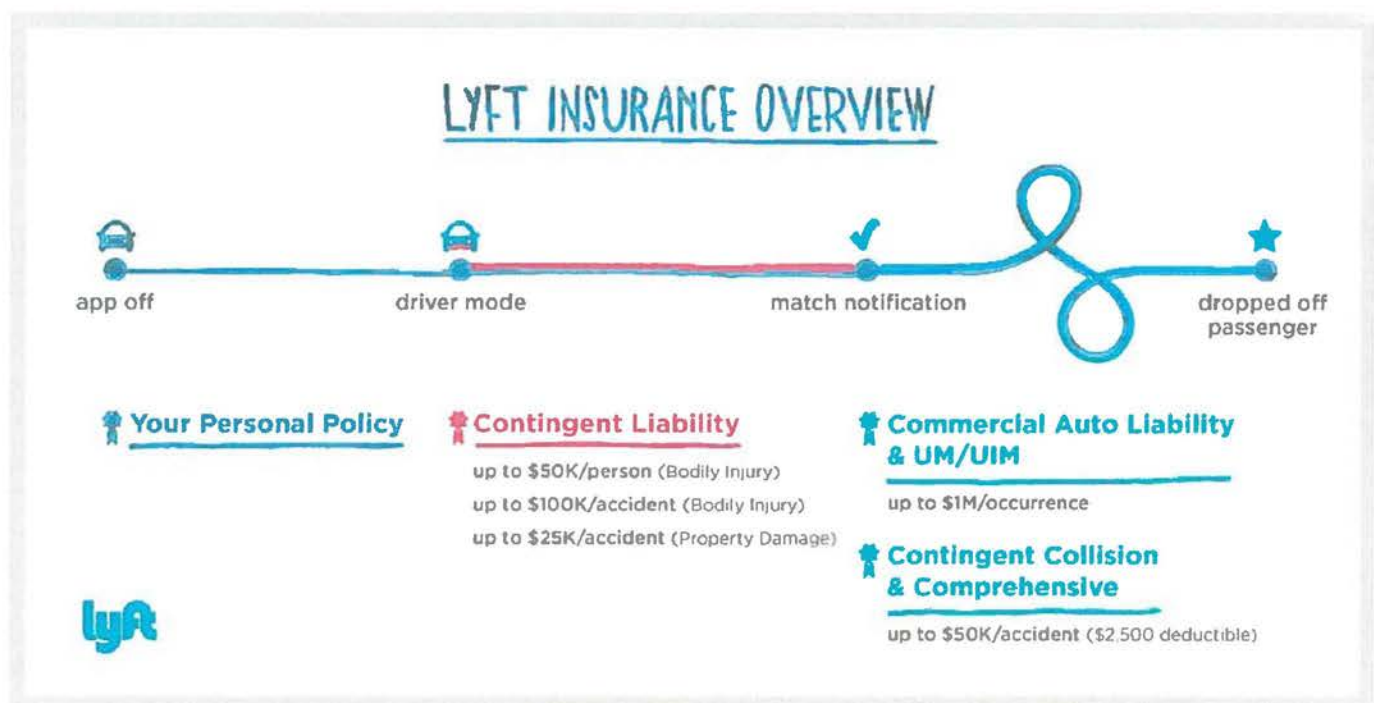 LYFT INSURANCE OVERVIEW
app off
driver mode
match notification
dropped off
passenger
Your Personal Policy
Contingent Liability
up to $50K/person (Bodily Injury)
up to $100K/accident (Bodily Injury)
up to $25K/accident (Property Damage)
Commercial Auto Liability
& UM/UIM
up to $1M/occurrence
Contingent Collision
& Comprehensive
up to $50K/accident ($2,500 deductible)
lyft